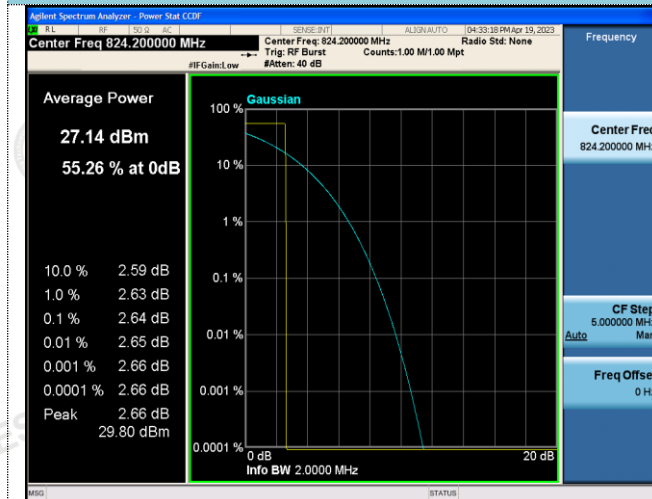 Agilent Spectrum Analyzer - Power Stat CCDF
RL RF 50 Ω AC SENSE:INT ALIGN AUTO 04:33:18 PM Apr 19, 2023
Center Freq 824.200000 MHz
Center Freq: 824.200000 MHz Radio Std: None
Trig: RF Burst Counts:1.00 M/1.00 Mpt
#IFGain:Low #Atten: 40 dB
Frequency
Average Power
27.14 dBm
55.26 % at 0dB
10.0 % 2.59 dB
1.0 % 2.63 dB
0.1 % 2.64 dB
0.01 % 2.65 dB
0.001 % 2.66 dB
0.0001 % 2.66 dB
Peak 2.66 dB
29.80 dBm
Gaussian
100 %
10 %
1 %
0.1 %
0.01 %
0.001 %
0.0001 %
0 dB 20 dB
Info BW 2.0000 MHz
Center Freq
824.200000 MHz
CF Step
5.000000 MHz
Auto Man
Freq Offse
0 Hz
MSG STATUS